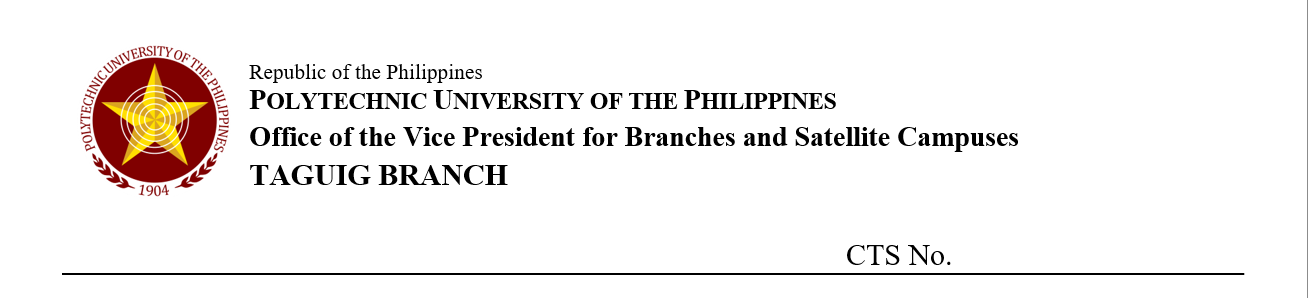 POLYTECHNIC UNIVERSITY OF THE PHILIPPINES
1904
Republic of the Philippines
POLYTECHNIC UNIVERSITY OF THE PHILIPPINES
Office of the Vice President for Branches and Satellite Campuses
TAGUIG BRANCH
CTS No.